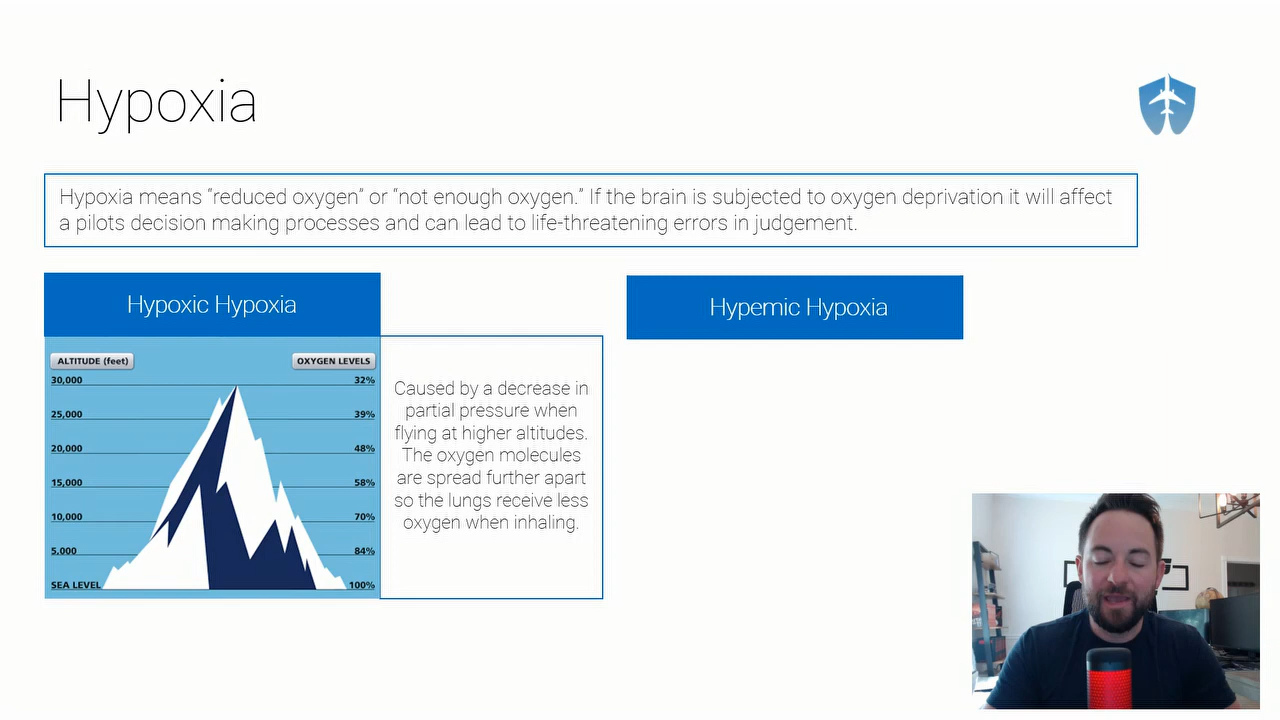 Hypoxia
Hypoxia means “reduced oxygen” or “not enough oxygen.” If the brain is subjected to oxygen deprivation it will affect
a pilots decision making processes and can lead to life-threatening errors in judgement.
Hypoxic Hypoxia
ALTITUDE (feet) OXYGEN LEVELS
30,000 32%
25,000 39%
20,000 48%
15,000 58%
10,000 70%
5,000 84%
SEA LEVEL 100%
Caused by a decrease in
partial pressure when
flying at higher altitudes.
The oxygen molecules
are spread further apart
so the lungs receive less
oxygen when inhaling.
Hypemic Hypoxia